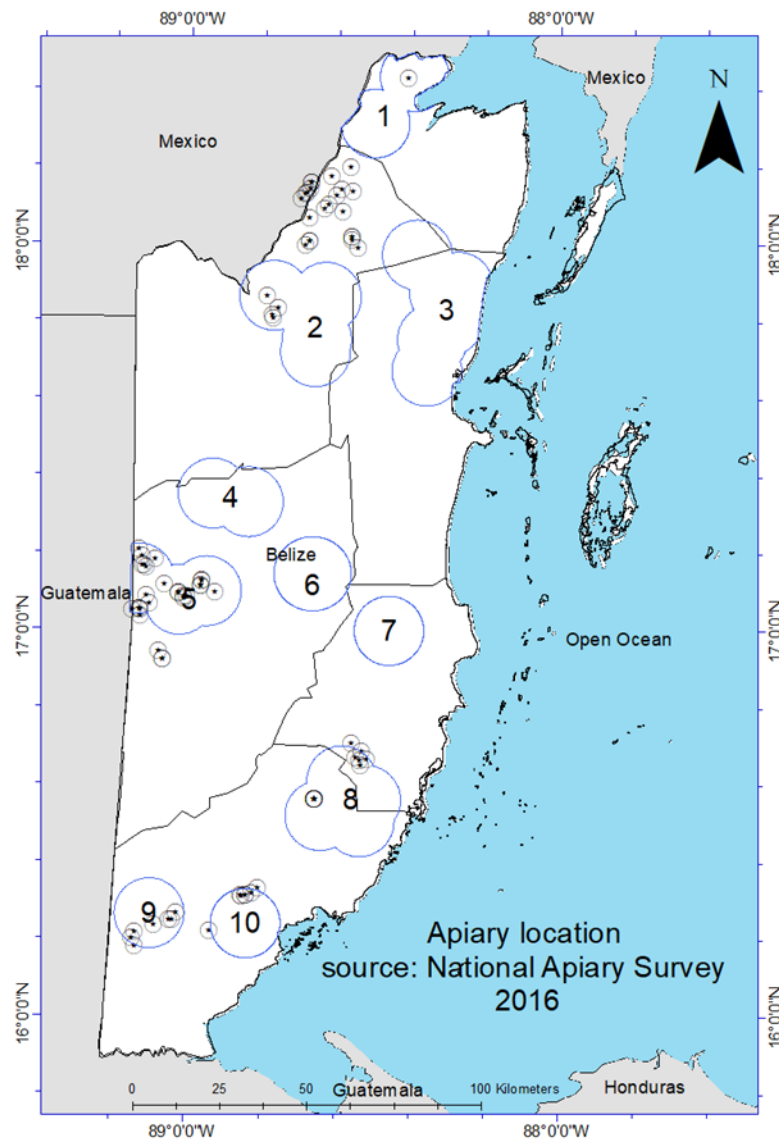 89°0'0"W
88°0'0"W
Mexico
N
Mexico
1
18°0'0"N
18°0'0"N
2
3
4
Belize
6
Guatemala
5
7
17°0'0"N
17°0'0"N
Open Ocean
8
9
10
Apiary location
source: National Apiary Survey
2016
16°0'0"N
16°0'0"N
0
25
50
100 Kilometers
Guatemala
Honduras
89°0'0"W
88°0'0"W